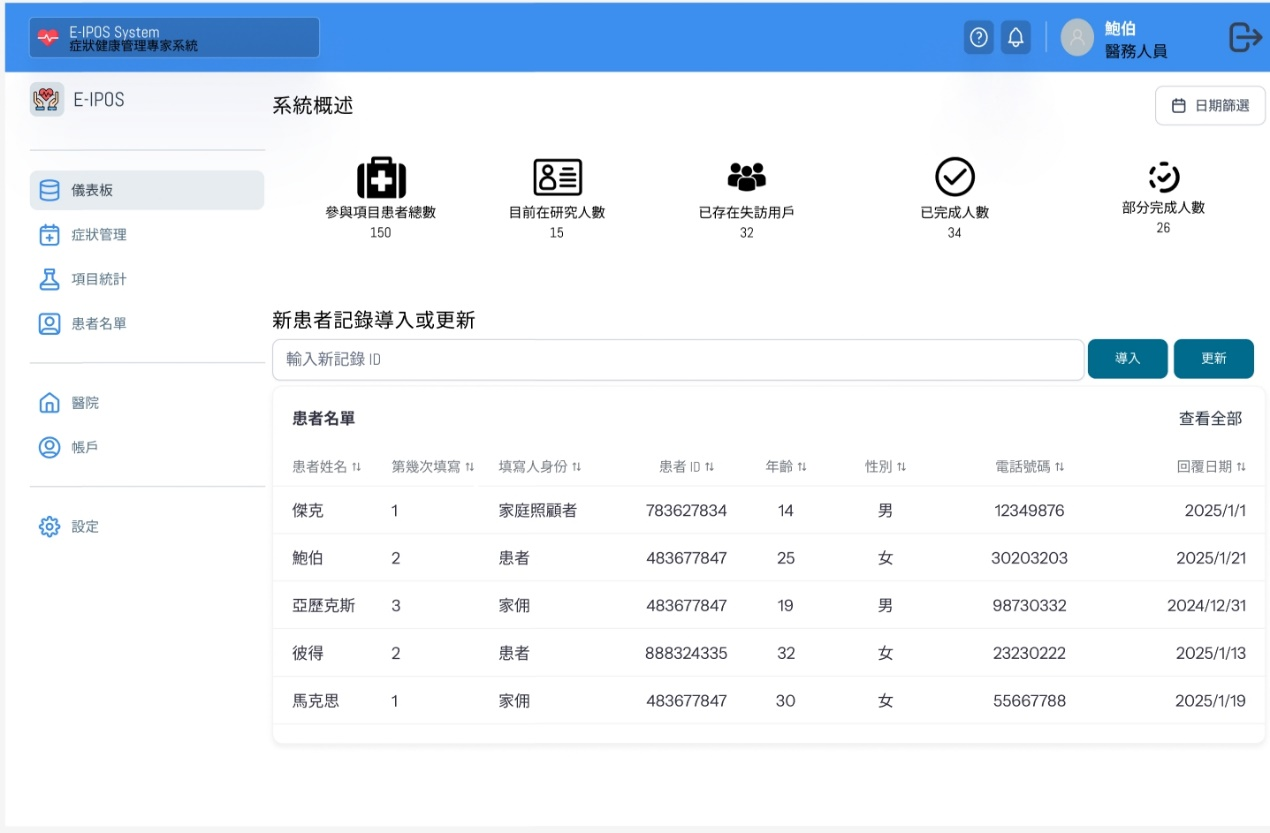 E-IPOS System
症狀健康管理專家系統
鮑伯
醫務人員
E-IPOS
系統概述
日期篩選
儀表板
症狀管理
項目統計
患者名單
醫院
帳戶
設定
參與項目患者總數
150
目前在研究人數
15
已存在失訪用戶
32
已完成人數
34
部分完成人數
26
新患者記錄導入或更新
輸入新記錄 ID
導入
更新
患者名單
查看全部
患者姓名 第幾次填寫 填寫人身份 患者 ID 年齡 性別 電話號碼 回覆日期
傑克 1 家庭照顧者 783627834 14 男 12349876 2025/1/1
鮑伯 2 患者 483677847 25 女 30203203 2025/1/21
亞歷克斯 3 家佣 483677847 19 男 98730332 2024/12/31
彼得 2 患者 888324335 32 女 23230222 2025/1/13
馬克思 1 家佣 483677847 30 女 55667788 2025/1/19